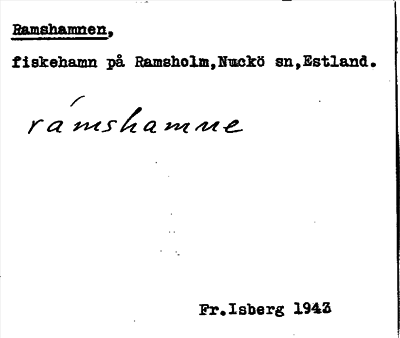 Ramshamnen,
fiskehamn på Ramsholm,Nuckö sn,Estland.
rámshamne
Fr.Isberg 1943